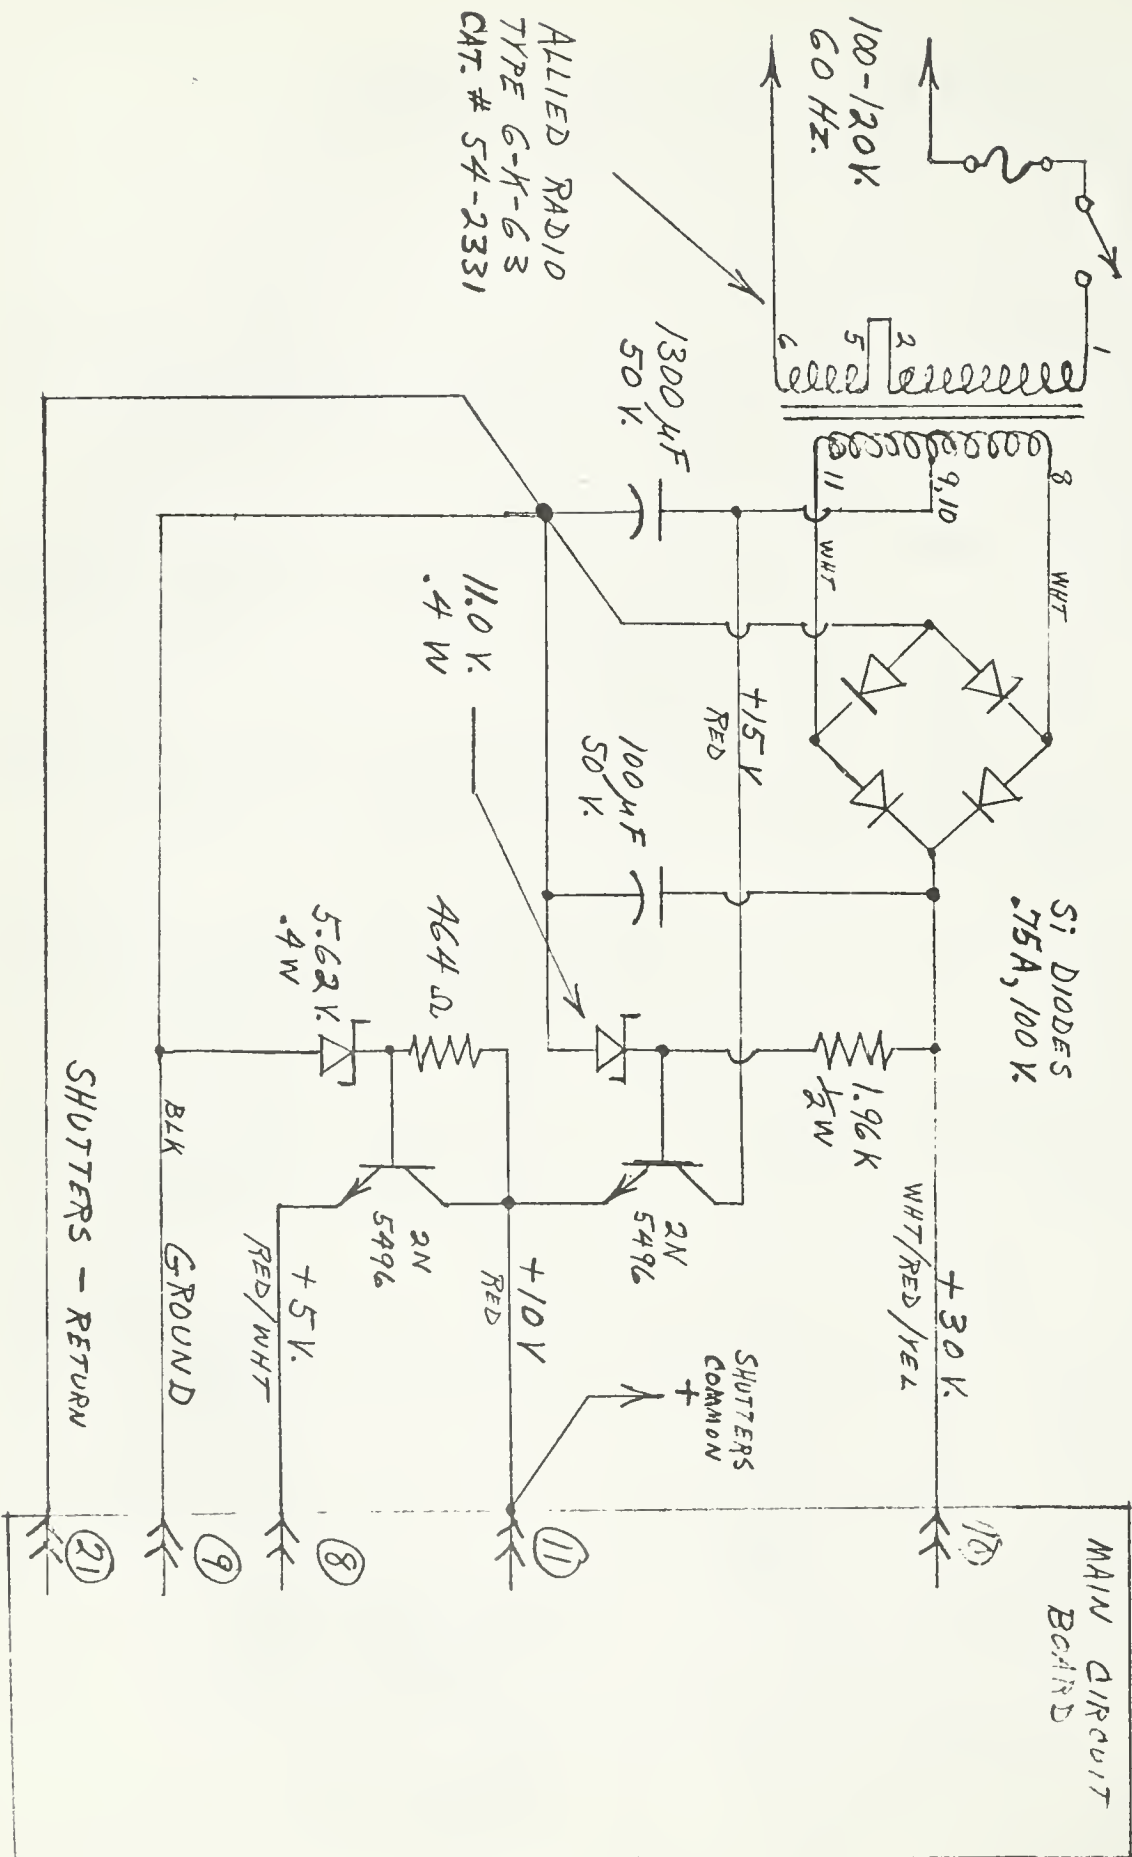 100-120V.
60 Hz.
ALLIED RADIO
TYPE 6-K-63
CAT. # 54-2331
1
2
5
6
8
9,10
11
WHT
WHT
1300 µF
50 V.
+15 V
RED
Si DIODES
.75A, 100 V.
11.0 V.
.4 W
100 µF
50 V.
1.96 K
½ W
464 Ω
5.62 V.
.4 W
2N
5496
2N
5496
+30 V.
WHT/RED/YEL
+10 V
RED
+5 V.
RED/WHT
BLK
GROUND
SHUTTERS - RETURN
SHUTTERS
COMMON
+
MAIN CIRCUIT
BOARD
10
11
8
9
21